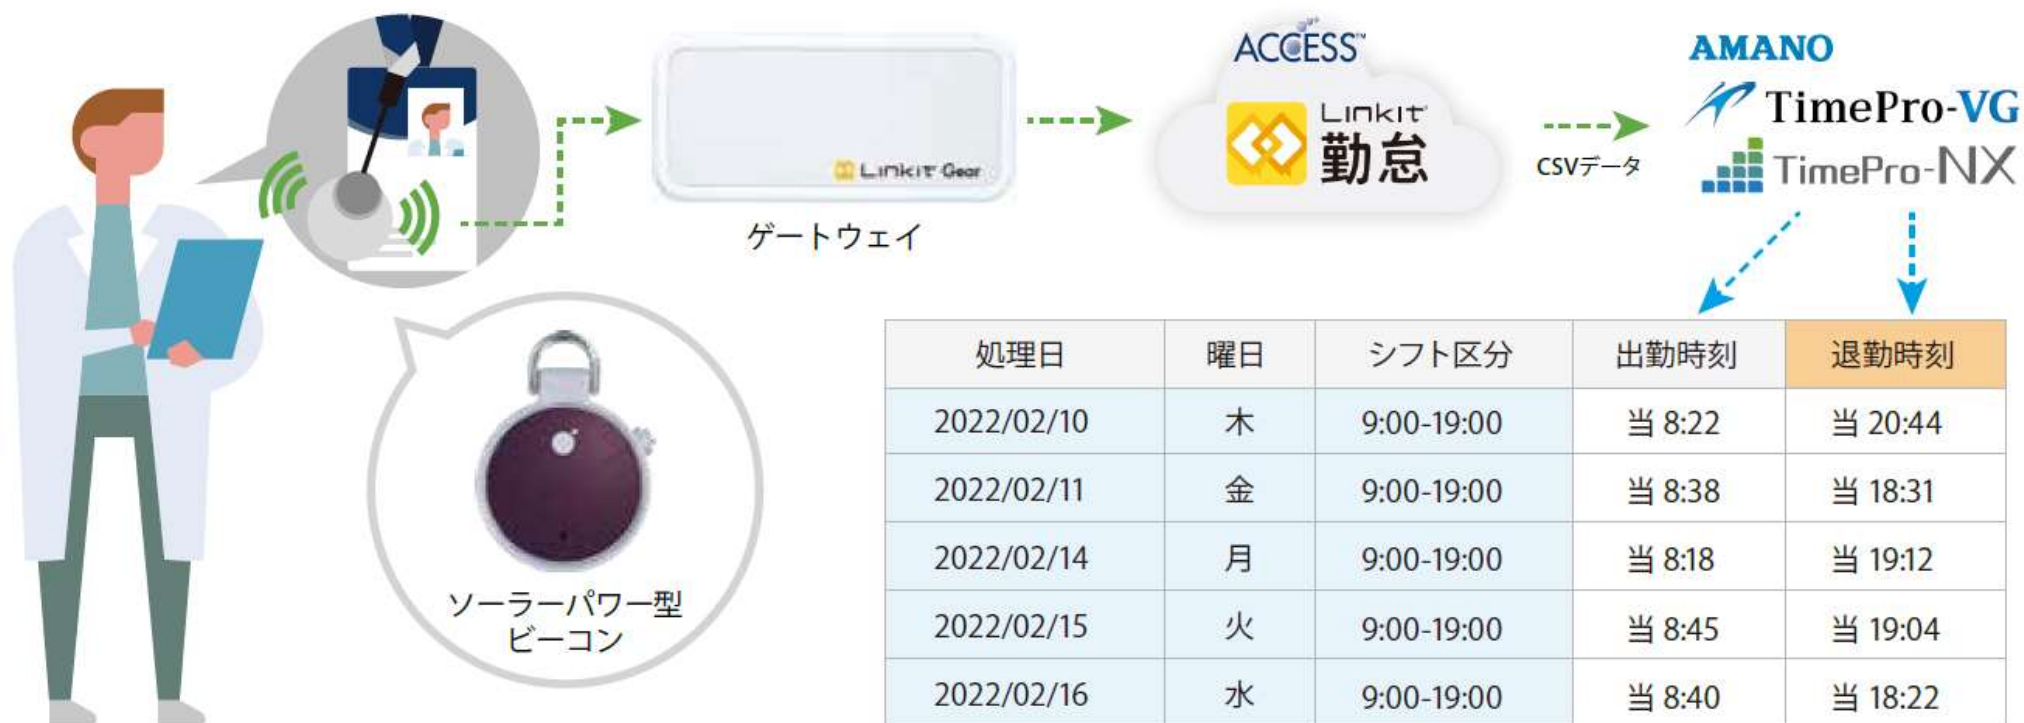 ACCESS™
Linkit®
勤怠
Linkit® Gear
ゲートウェイ
CSVデータ
AMANO
TimePro-VG
TimePro-NX
ソーラーパワー型
ビーコン
処理日 曜日 シフト区分 出勤時刻 退勤時刻
2022/02/10 木 9:00-19:00 当 8:22 当 20:44
2022/02/11 金 9:00-19:00 当 8:38 当 18:31
2022/02/14 月 9:00-19:00 当 8:18 当 19:12
2022/02/15 火 9:00-19:00 当 8:45 当 19:04
2022/02/16 水 9:00-19:00 当 8:40 当 18:22